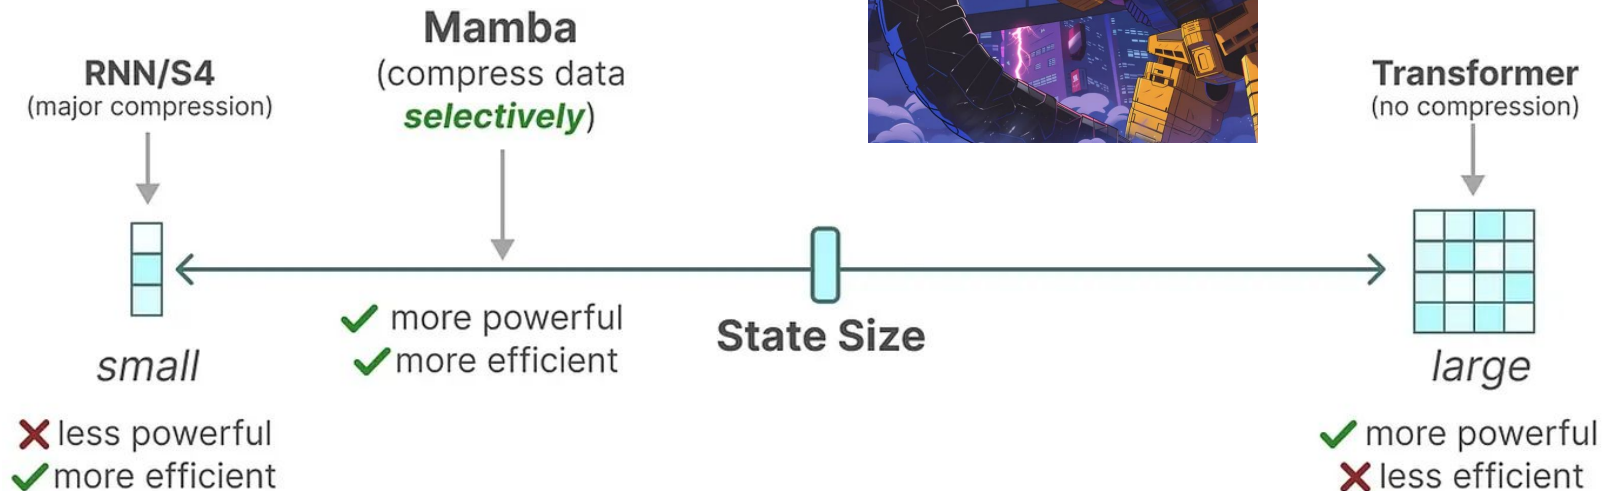 RNN/S4
(major compression)
Mamba
(compress data
selectively)
Transformer
(no compression)
more powerful
more efficient
State Size
small
large
less powerful
more efficient
more powerful
less efficient